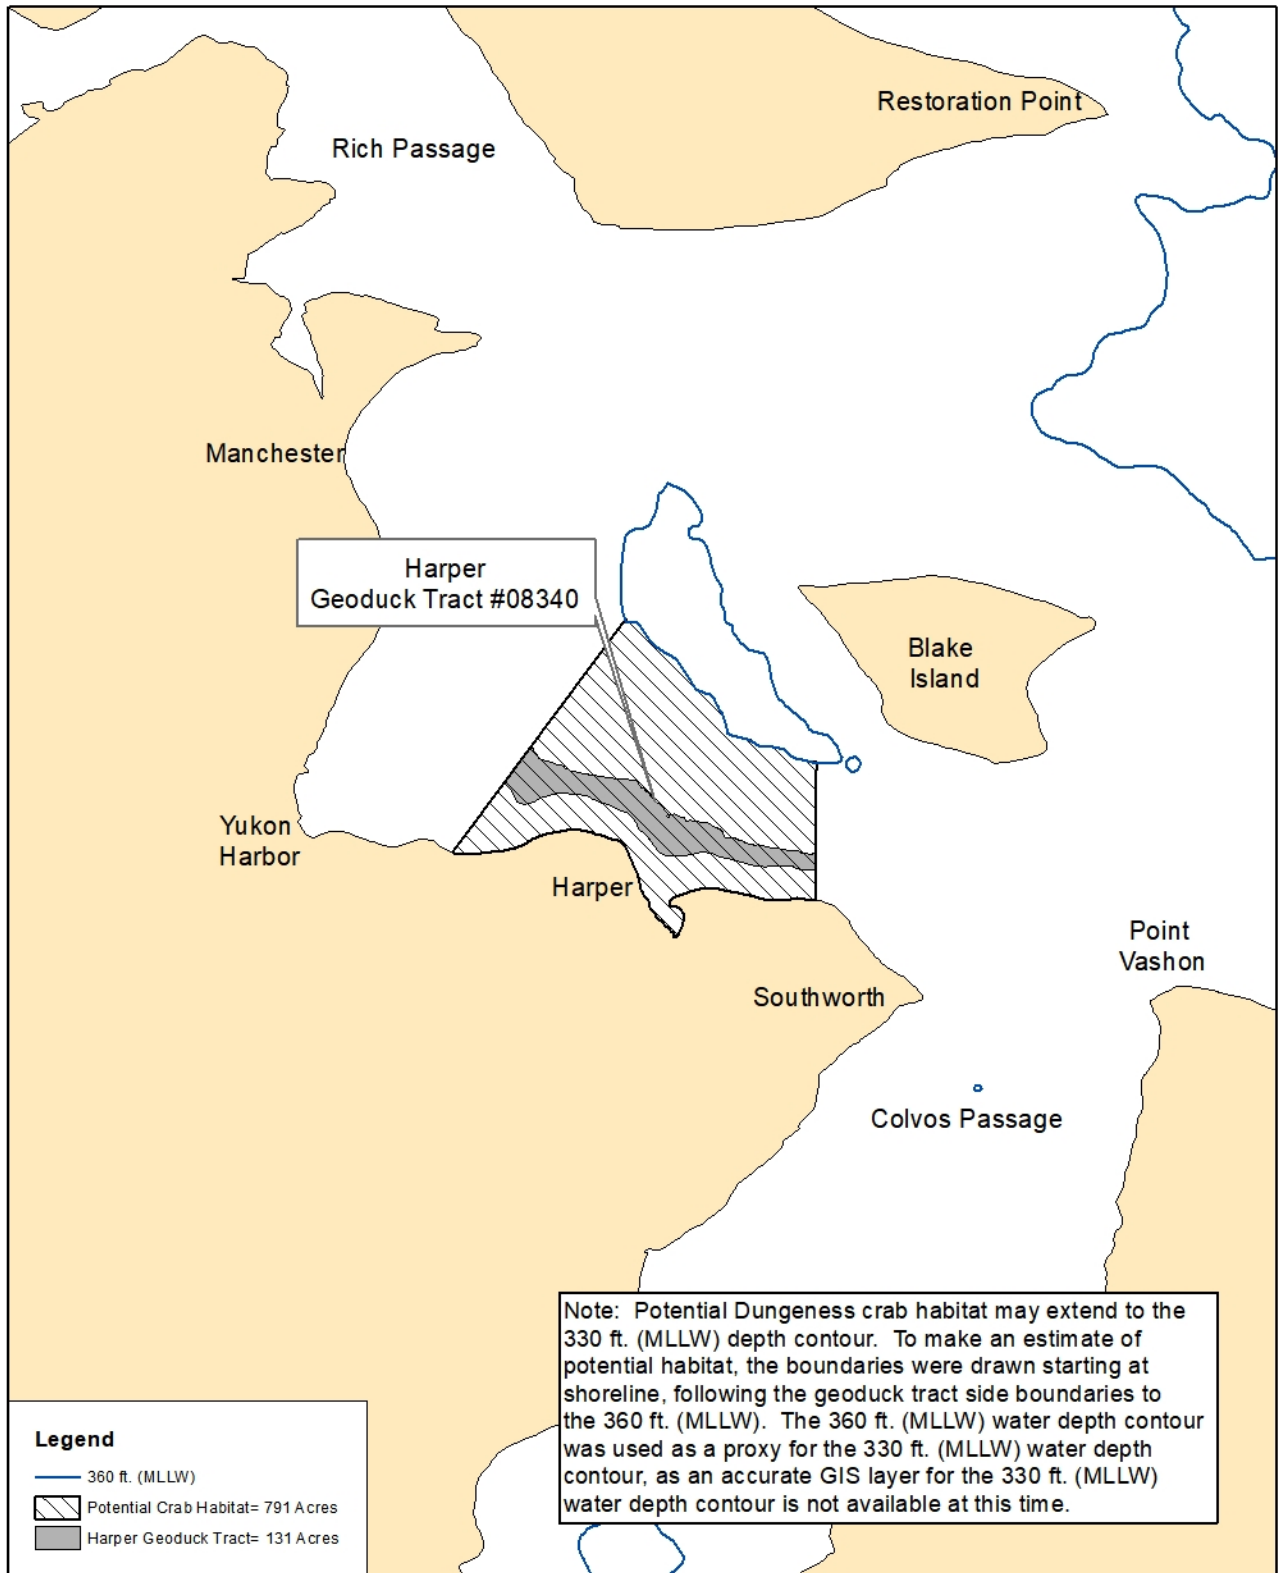 Restoration Point
Rich Passage
Manchester
Harper
Geoduck Tract #08340
Blake
Island
Yukon
Harbor
Harper
Point
Vashon
Southworth
Colvos Passage
Note:  Potential Dungeness crab habitat may extend to the
330 ft. (MLLW) depth contour.  To make an estimate of
potential habitat, the boundaries were drawn starting at
shoreline, following the geoduck tract side boundaries to
the 360 ft. (MLLW).  The 360 ft. (MLLW) water depth contour
was used as a proxy for the 330 ft. (MLLW) water depth
contour, as an accurate GIS layer for the 330 ft. (MLLW)
water depth contour is not available at this time.
Legend
360 ft. (MLLW)
Potential Crab Habitat= 791 Acres
Harper Geoduck Tract= 131 Acres